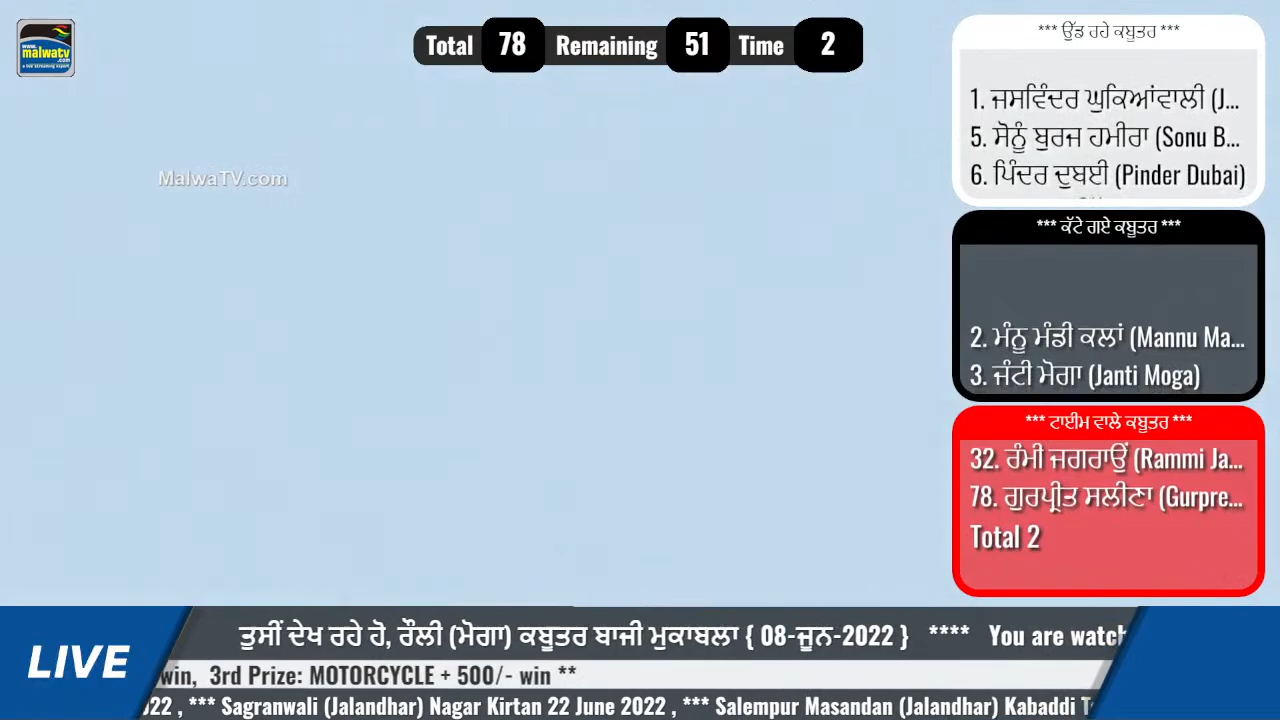 www.
malwatv
.com
Total 78 Remaining 51 Time 2
MalwaTV.com
*** ਉੱਡ ਰਹੇ ਕਬੂਤਰ ***
1. ਜਸਵਿੰਦਰ ਘੁਕਿਆਂਵਾਲੀ (J...
5. ਸੋਨੂੰ ਬੁਰਜ ਹਮੀਰਾ (Sonu B...
6. ਪਿੰਦਰ ਦੁਬਈ (Pinder Dubai)
*** ਕੱਟੇ ਗਏ ਕਬੂਤਰ ***
2. ਮੰਨੂ ਮੰਡੀ ਕਲਾਂ (Mannu Ma...
3. ਜੰਟੀ ਮੋਗਾ (Janti Moga)
*** ਟਾਈਮ ਵਾਲੇ ਕਬੂਤਰ ***
32. ਰੰਮੀ ਜਗਰਾਉਂ (Rammi Ja...
78. ਗੁਰਪ੍ਰੀਤ ਸਲੀਣਾ (Gurpre...
Total 2
LIVE
ਤੁਸੀਂ ਦੇਖ ਰਹੇ ਹੋ, ਰੌਲੀ (ਮੋਗਾ) ਕਬੂਤਰ ਬਾਜੀ ਮੁਕਾਬਲਾ { 08-ਜੂਨ-2022 } **** You are watch
win, 3rd Prize: MOTORCYCLE + 500/- win **
022 , *** Sagranwali (Jalandhar) Nagar Kirtan 22 June 2022 , *** Salempur Masandan (Jalandhar) Kabaddi